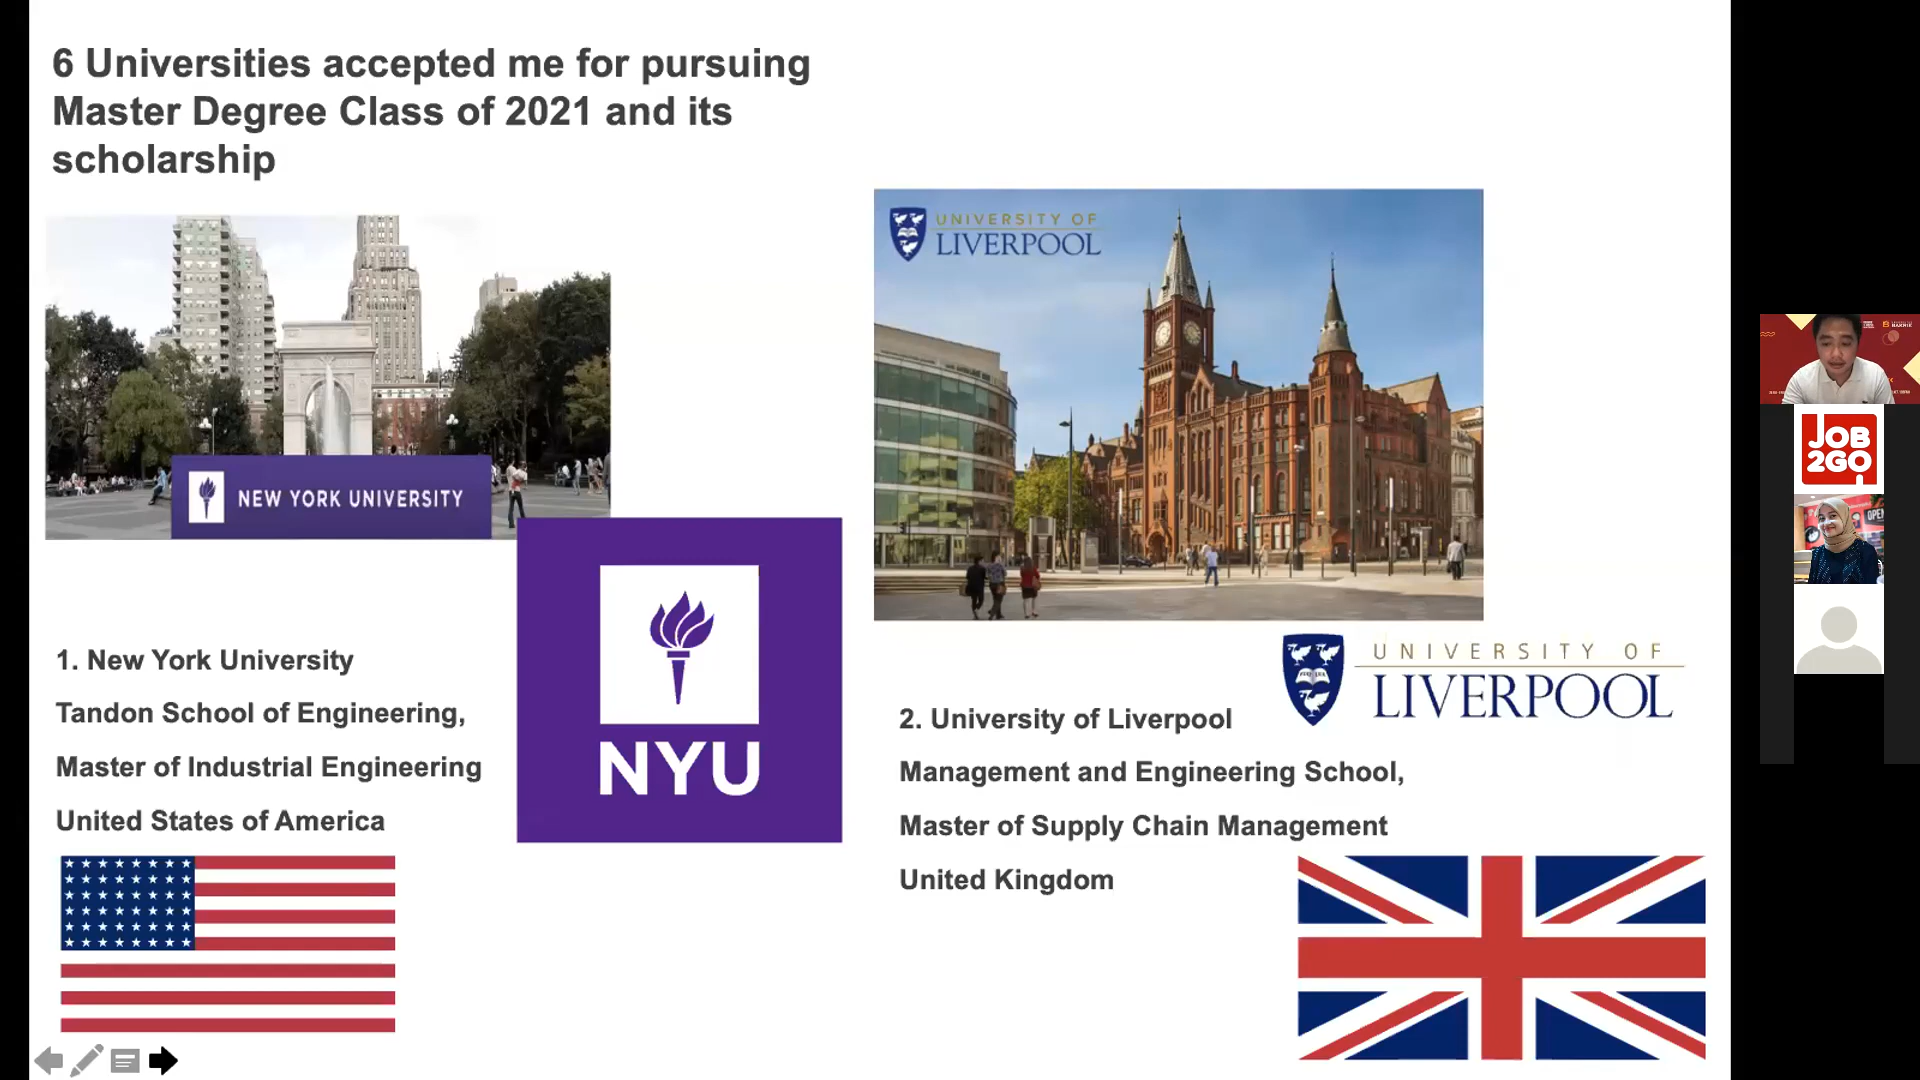 6 Universities accepted me for pursuing
Master Degree Class of 2021 and its
scholarship
NEW YORK UNIVERSITY
NYU
1. New York University
Tandon School of Engineering,
Master of Industrial Engineering
United States of America
UNIVERSITY OF
LIVERPOOL
UNIVERSITY OF
LIVERPOOL
2. University of Liverpool
Management and Engineering School,
Master of Supply Chain Management
United Kingdom
JOB
2GO
OPEN